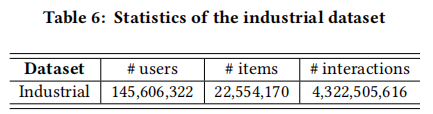 Table 6: Statistics of the industrial dataset
Dataset # users # items # interactions
Industrial 145,606,322 22,554,170 4,322,505,616